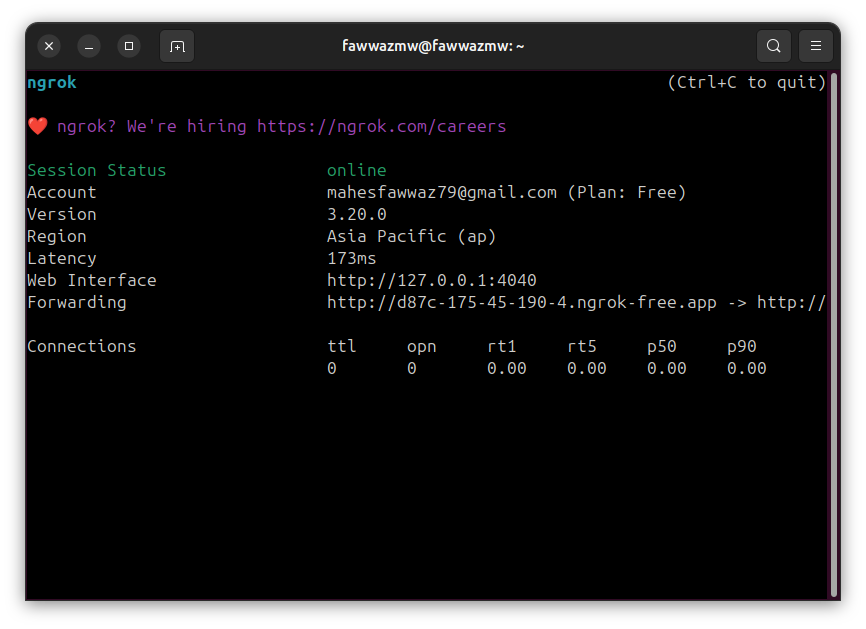 fawwazmw@fawwazmw: ~
ngrok (Ctrl+C to quit)
❤️ ngrok? We're hiring https://ngrok.com/careers
Session Status online
Account mahesfawwaz79@gmail.com (Plan: Free)
Version 3.20.0
Region Asia Pacific (ap)
Latency 173ms
Web Interface http://127.0.0.1:4040
Forwarding http://d87c-175-45-190-4.ngrok-free.app -> http://
Connections ttl opn rt1 rt5 p50 p90
0 0 0.00 0.00 0.00 0.00